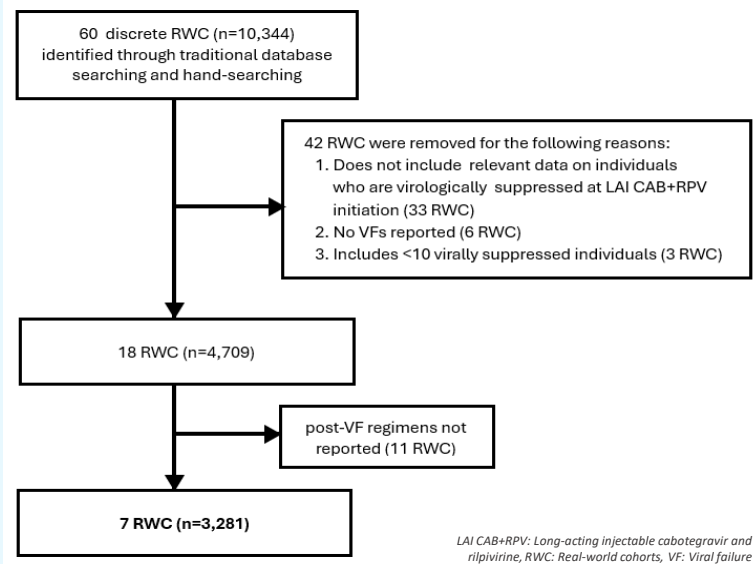 60 discrete RWC (n=10,344)
identified through traditional database
searching and hand-searching
42 RWC were removed for the following reasons:
1. Does not include relevant data on individuals
who are virologically suppressed at LAI CAB+RPV
initiation (33 RWC)
2. No VFs reported (6 RWC)
3. Includes <10 virally suppressed individuals (3 RWC)
18 RWC (n=4,709)
post-VF regimens not
reported (11 RWC)
7 RWC (n=3,281)
LAI CAB+RPV: Long-acting injectable cabotegravir and
rilpivirine, RWC: Real-world cohorts, VF: Viral failure